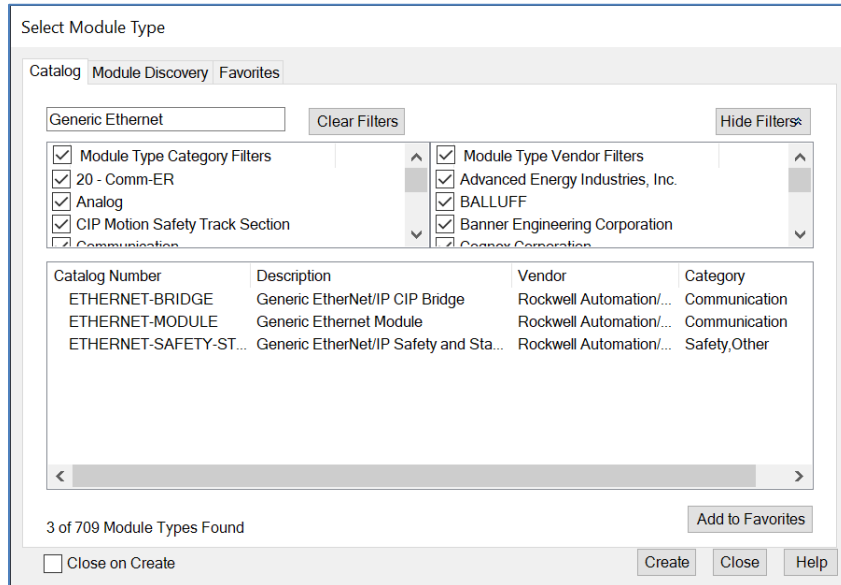 Select Module Type
Catalog Module Discovery Favorites
Generic Ethernet Clear Filters Hide Filters
Module Type Category Filters Module Type Vendor Filters
20 - Comm-ER Advanced Energy Industries, Inc.
Analog BALLUFF
CIP Motion Safety Track Section Banner Engineering Corporation
Communication Cognex Corporation
Catalog Number Description Vendor Category
ETHERNET-BRIDGE Generic EtherNet/IP CIP Bridge Rockwell Automation/... Communication
ETHERNET-MODULE Generic Ethernet Module Rockwell Automation/... Communication
ETHERNET-SAFETY-ST... Generic EtherNet/IP Safety and Sta... Rockwell Automation/... Safety,Other
3 of 709 Module Types Found Add to Favorites
Close on Create Create Close Help